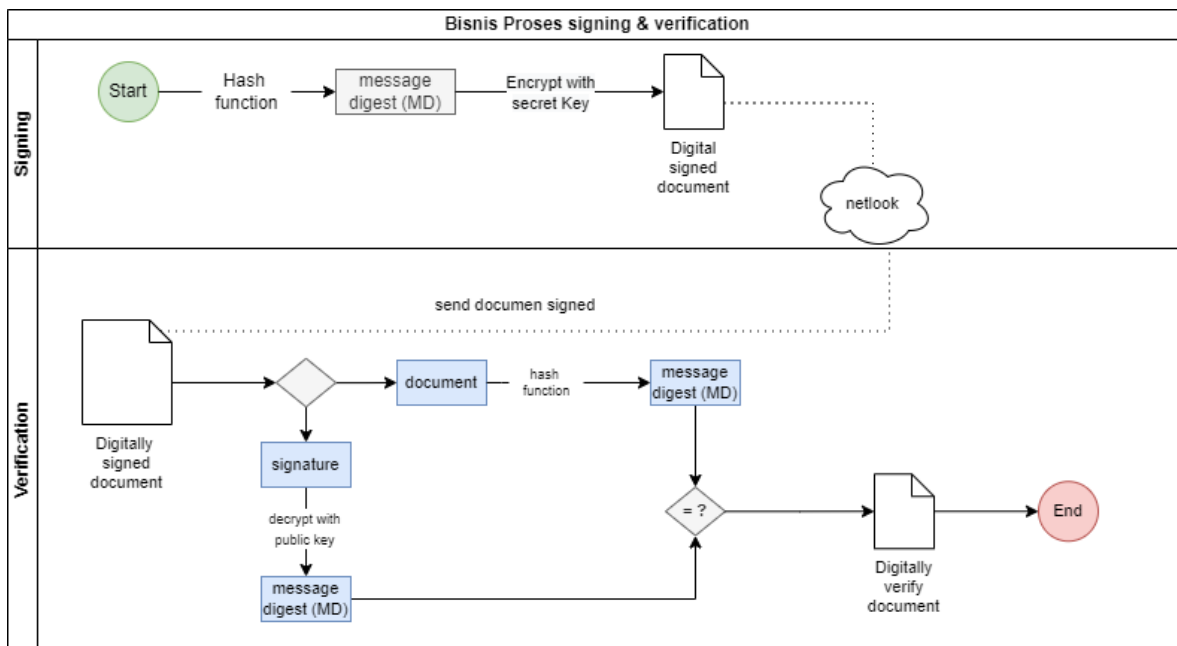 Bisnis Proses signing & verification
Signing
Start
Hash
function
message
digest (MD)
Encrypt with
secret Key
Digital
signed
document
netlook
Verification
send documen signed
Digitally
signed
document
document
hash
function
message
digest (MD)
signature
decrypt with
public key
message
digest (MD)
= ?
Digitally
verify
document
End